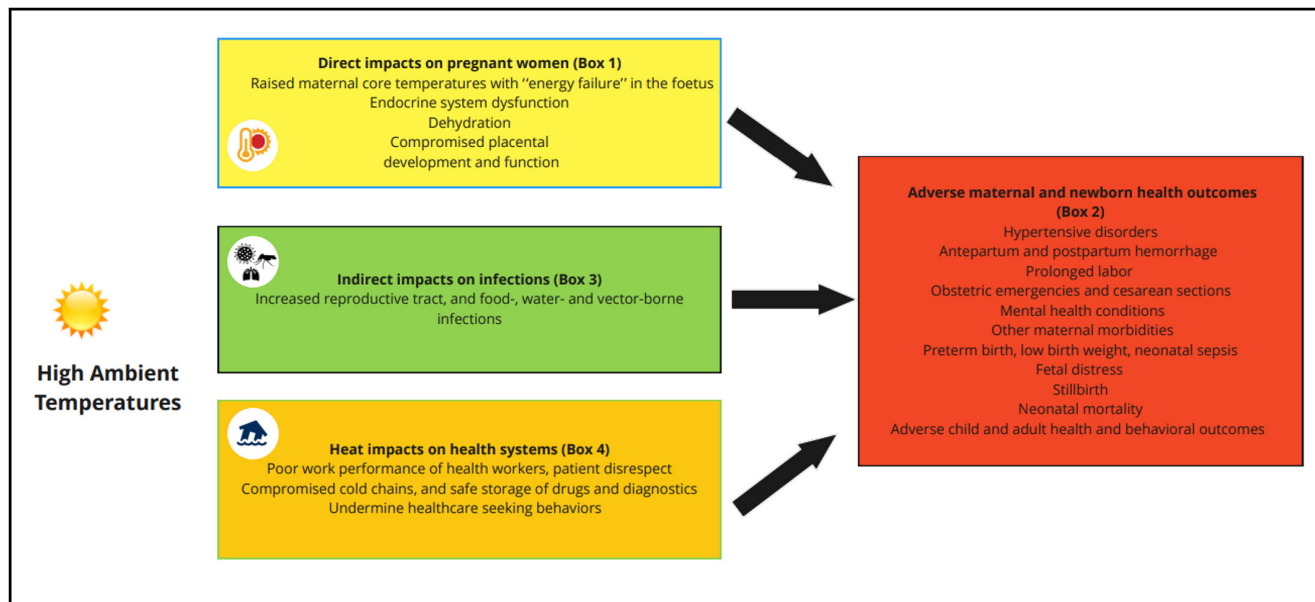 Direct impacts on pregnant women (Box 1)
Raised maternal core temperatures with ‘‘energy failure’’ in the foetus
Endocrine system dysfunction
Dehydration
Compromised placental
development and function
Indirect impacts on infections (Box 3)
Increased reproductive tract, and food-, water- and vector-borne
infections
High Ambient
Temperatures
Heat impacts on health systems (Box 4)
Poor work performance of health workers, patient disrespect
Compromised cold chains, and safe storage of drugs and diagnostics
Undermine healthcare seeking behaviors
Adverse maternal and newborn health outcomes
(Box 2)
Hypertensive disorders
Antepartum and postpartum hemorrhage
Prolonged labor
Obstetric emergencies and cesarean sections
Mental health conditions
Other maternal morbidities
Preterm birth, low birth weight, neonatal sepsis
Fetal distress
Stillbirth
Neonatal mortality
Adverse child and adult health and behavioral outcomes